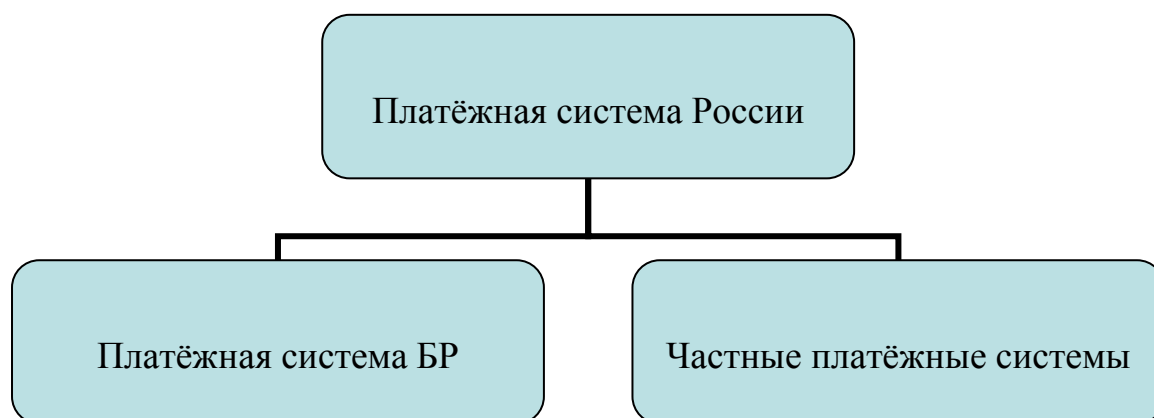 Платёжная система России
Платёжная система БР
Частные платёжные системы